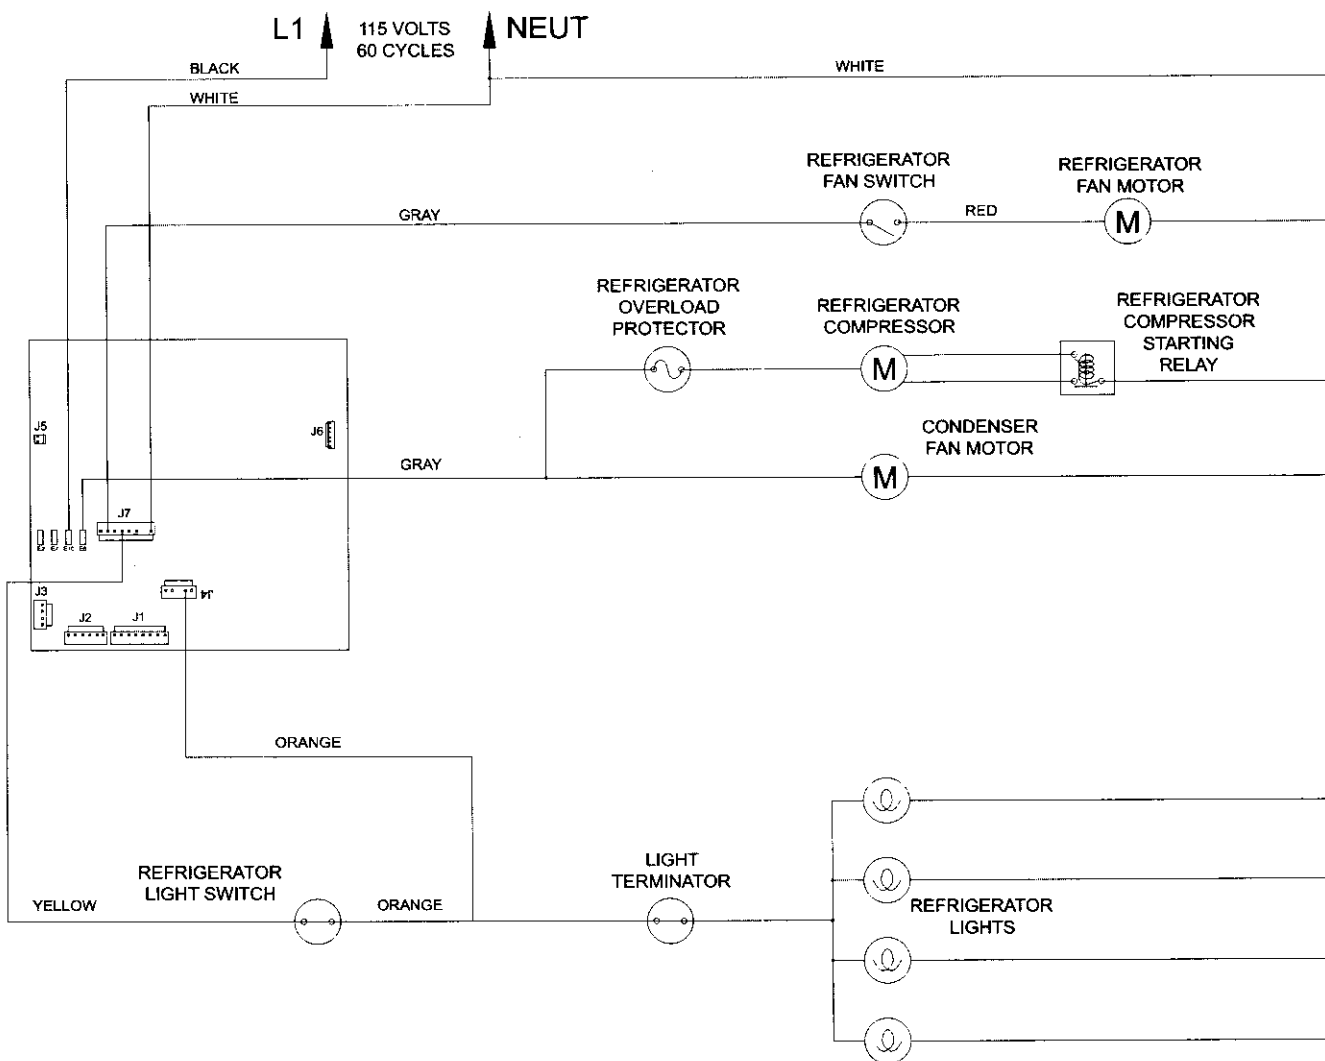 L1
115 VOLTS
60 CYCLES
NEUT
BLACK
WHITE
WHITE
REFRIGERATOR
FAN SWITCH
REFRIGERATOR
FAN MOTOR
GRAY
RED
M
REFRIGERATOR
OVERLOAD
PROTECTOR
REFRIGERATOR
COMPRESSOR
REFRIGERATOR
COMPRESSOR
STARTING
RELAY
M
J5
J6
CONDENSER
FAN MOTOR
GRAY
M
J7
J4
J3
J2
J1
ORANGE
REFRIGERATOR
LIGHT SWITCH
LIGHT
TERMINATOR
YELLOW
ORANGE
REFRIGERATOR
LIGHTS